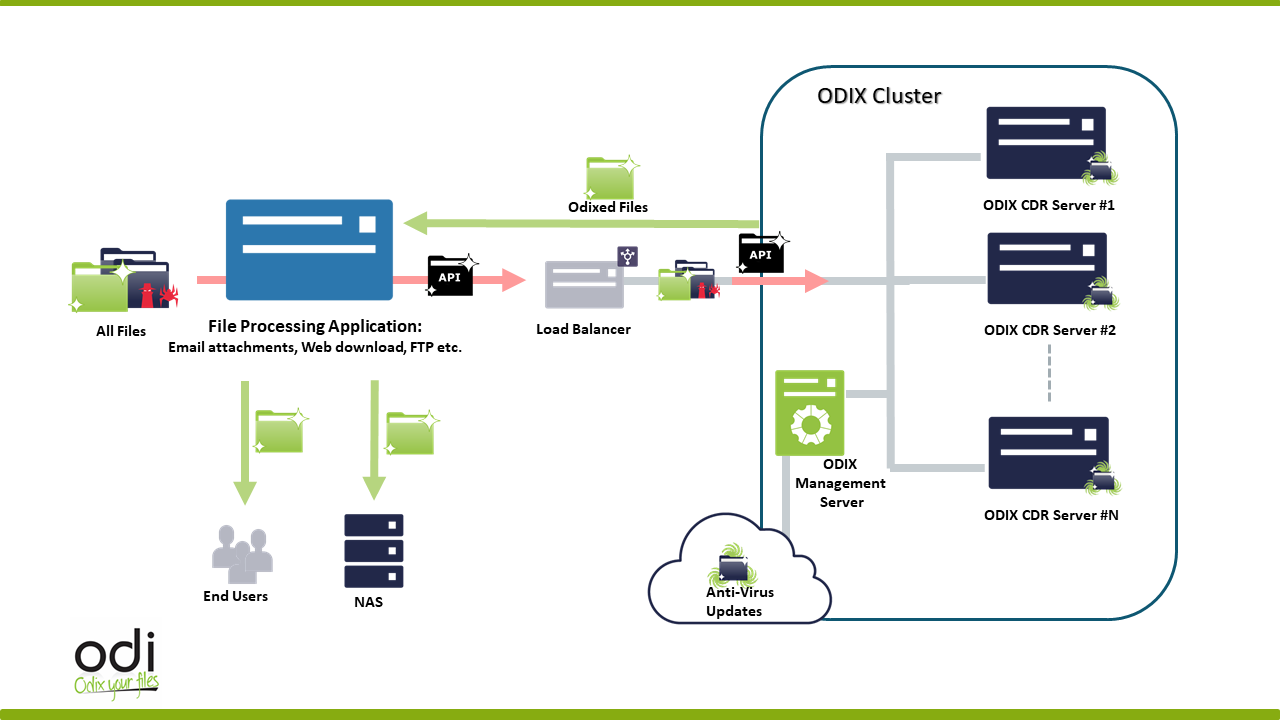 ODIX Cluster
ODIX CDR Server #1
Odixed Files
API
API
All Files
File Processing Application:
Email attachments, Web download, FTP etc.
Load Balancer
ODIX CDR Server #2
ODIX
Management
Server
ODIX CDR Server #N
End Users
NAS
Anti-Virus
Updates
odi
Odix your files